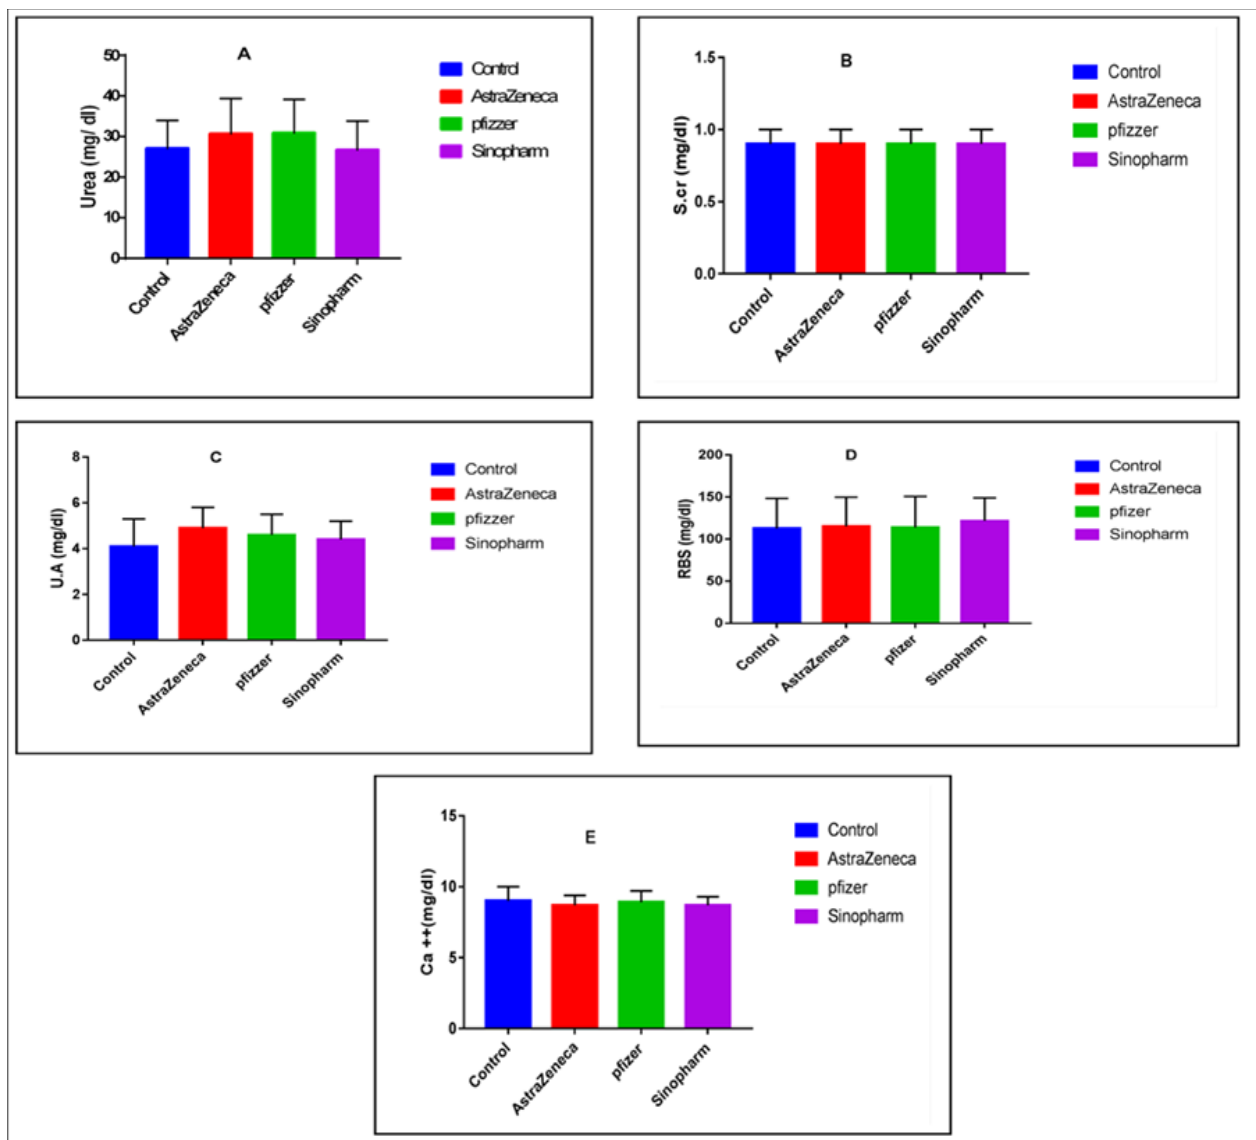 A
50
40
30
20
10
0
Urea (mg/ dl)
Control
AstraZeneca
pfizzer
Sinopharm
Control
AstraZeneca
pfizzer
Sinopharm
B
1.5
1.0
0.5
0.0
S.cr (mg/dl)
Control
AstraZeneca
pfizzer
Sinopharm
Control
AstraZeneca
pfizzer
Sinopharm
C
8
6
4
2
0
U.A (mg/dl)
Control
AstraZeneca
pfizzer
Sinopharm
Control
AstraZeneca
pfizzer
Sinopharm
D
200
150
100
50
0
RBS (mg/dl)
Control
AstraZeneca
pfizer
Sinopharm
Control
AstraZeneca
pfizer
Sinopharm
E
15
10
5
0
Ca ++(mg/dl)
Control
AstraZeneca
pfizer
Sinopharm
Control
AstraZeneca
pfizer
Sinopharm